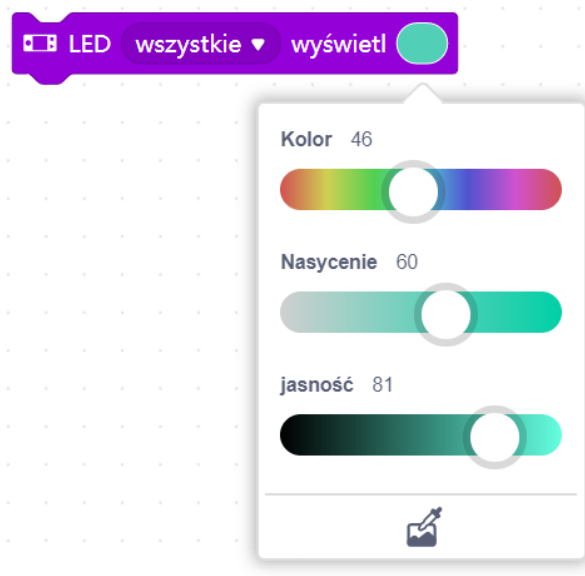 LED wszystkie ▼ wyświetl
Kolor 46
Nasycenie 60
jasność 81